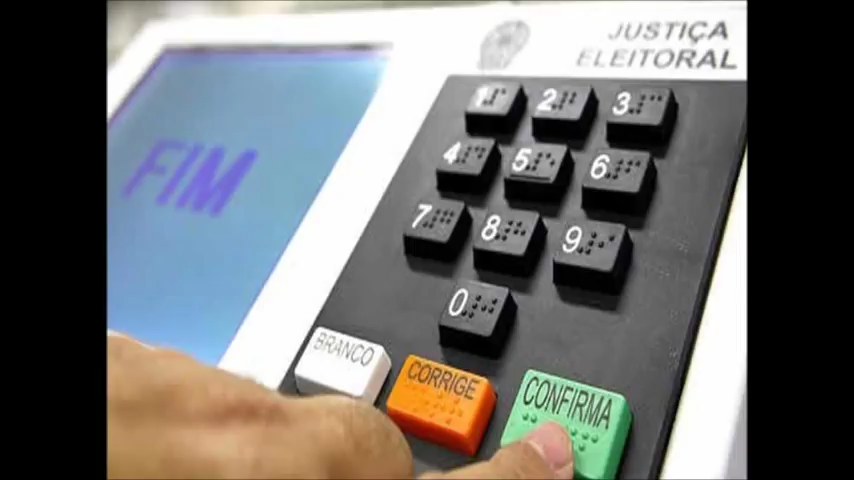 JUSTIÇA
ELEITORAL
FIM
1 2 3
4 5 6
7 8 9
0
BRANCO CORRIGE CONFIRMA